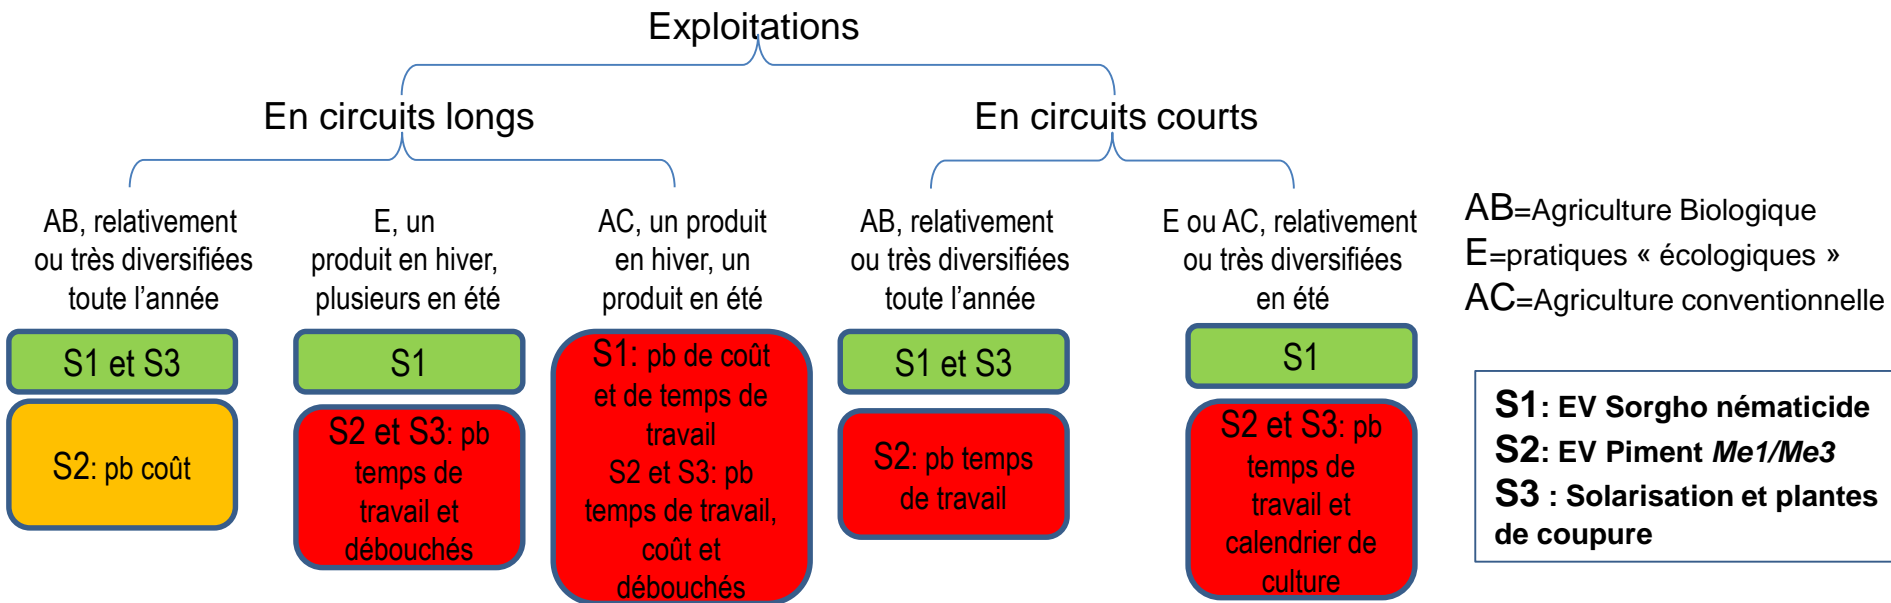 Exploitations
En circuits longs
En circuits courts
AB, relativement
ou très diversifiées
toute l'année
E, un
produit en hiver,
plusieurs en été
AC, un produit
en hiver, un
produit en été
AB, relativement
ou très diversifiées
toute l'année
E ou AC, relativement
ou très diversifiées
en été
S1 et S3
S2: pb coût
S1
S2 et S3: pb
temps de
travail et
débouchés
S1: pb de coût
et de temps de
travail
S2 et S3: pb
temps de travail,
coût et
débouchés
S1 et S3
S2: pb temps
de travail
S1
S2 et S3: pb
temps de
travail et
calendrier de
culture
AB=Agriculture Biologique
E=pratiques « écologiques »
AC=Agriculture conventionnelle
S1: EV Sorgho nématicide
S2: EV Piment Me1/Me3
S3 : Solarisation et plantes
de coupure